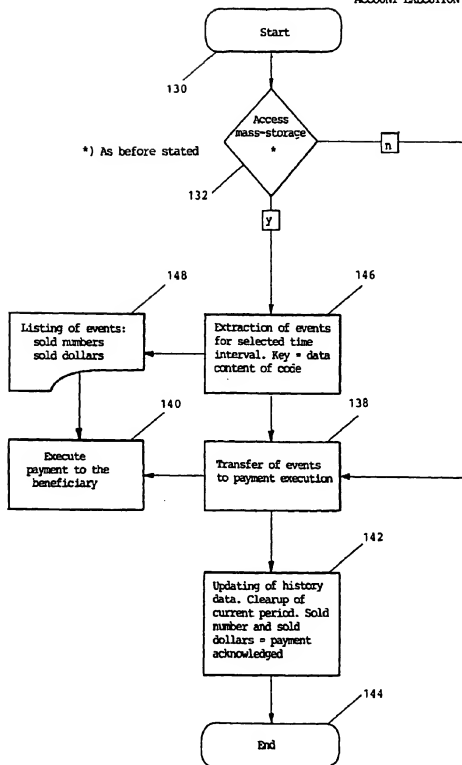 ACCOUNT EXECUTION
Start
130
Access
mass-storage
*
*) As before stated
n
132
y
148
146
Listing of events:
sold numbers
sold dollars
Extraction of events
for selected time
interval. Key = data
content of code
140
138
Execute
payment to the
beneficiary
Transfer of events
to payment execution
142
Updating of history
data. Clearup of
current period. Sold
number and sold
dollars = payment
acknowledged
144
End